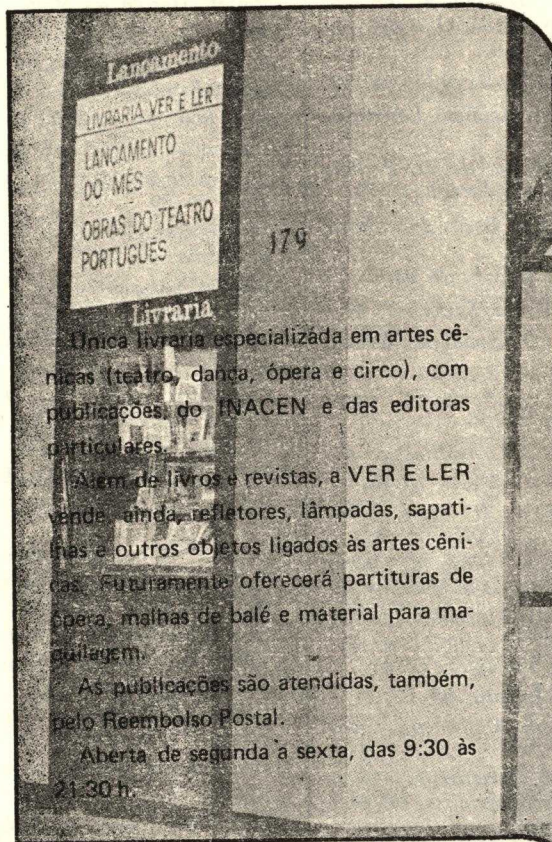 Lançamento
LIVRARIA VER E LER
LANÇAMENTO
DO MÊS
OBRAS DO TEATRO
PORTUGUÊS
179
Livraria
Única livraria especializada em artes cê-
nicas (teatro, dança, ópera e circo), com
publicações do INACEN e das editoras
particulares.
Além de livros e revistas, a VER E LER
vende, ainda, refletores, lâmpadas, sapati-
lhas e outros objetos ligados às artes cêni-
cas. Futuramente oferecerá partituras de
ópera, malhas de balé e material para ma-
quilagem.
As publicações são atendidas, também,
pelo Reembolso Postal.
Aberta de segunda a sexta, das 9:30 às
21:30 h.